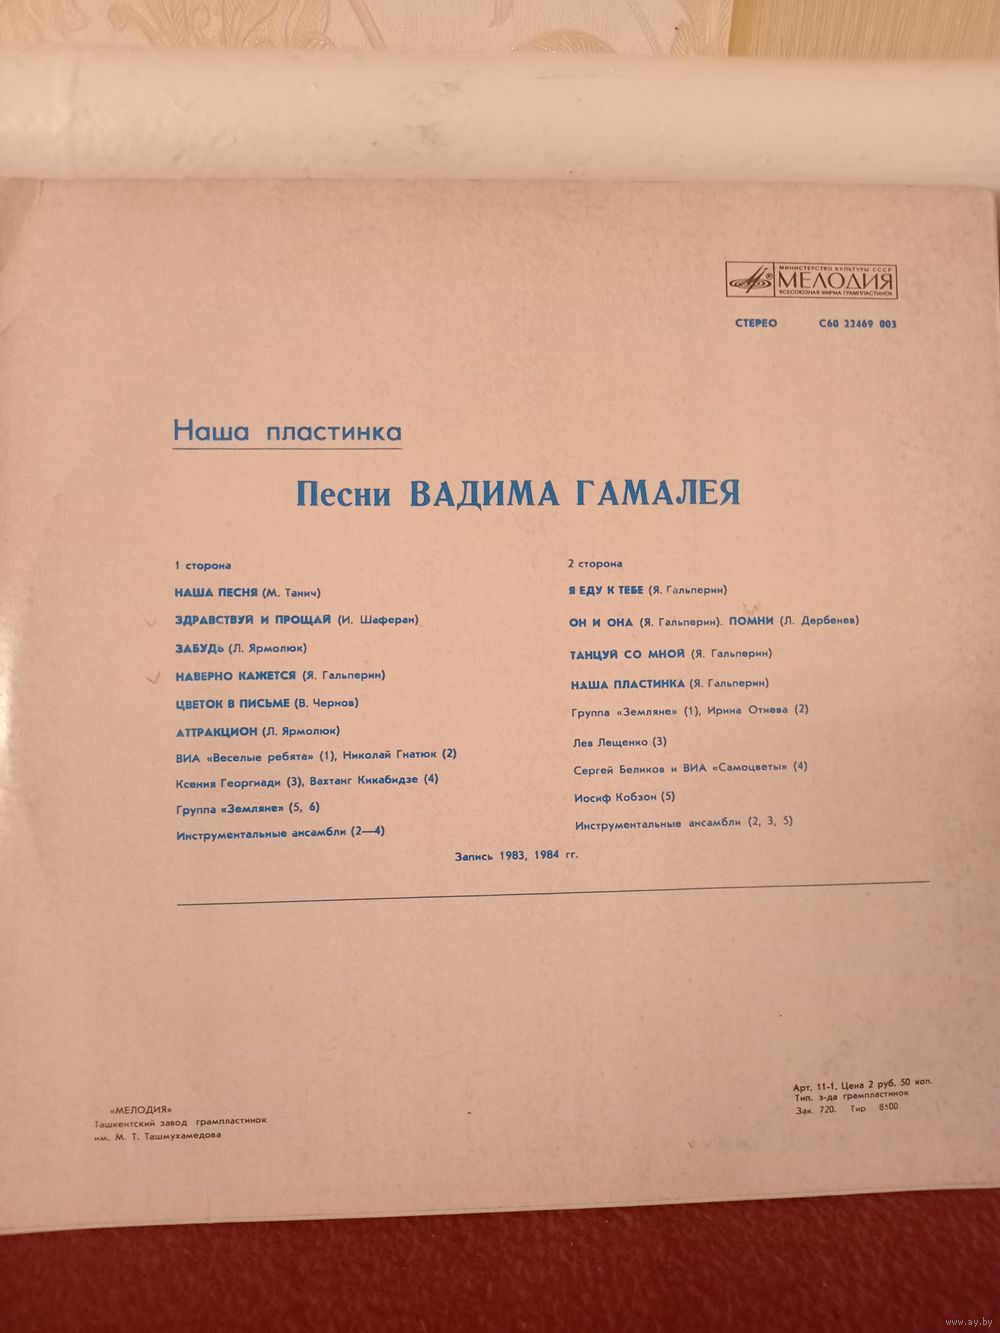 МИНИСТЕРСТВО КУЛЬТУРЫ СССР
МЕЛОДИЯ
ВСЕСОЮЗНАЯ ФИРМА ГРАМПЛАСТИНОК
СТЕРЕО С60 22469 003
Наша пластинка
Песни ВАДИМА ГАМАЛЕЯ
1 сторона
НАША ПЕСНЯ (М. Танич)
ЗДРАВСТВУЙ И ПРОЩАЙ (И. Шаферан)
ЗАБУДЬ (Л. Ярмолюк)
НАВЕРНО КАЖЕТСЯ (Я. Гальперин)
ЦВЕТОК В ПИСЬМЕ (В. Чернов)
АТТРАКЦИОН (Л. Ярмолюк)
ВИА «Веселые ребята» (1), Николай Гнатюк (2)
Ксения Георгиади (3), Вахтанг Кикабидзе (4)
Группа «Земляне» (5, 6)
Инструментальные ансамбли (2—4)
2 сторона
Я ЕДУ К ТЕБЕ (Я. Гальперин)
ОН И ОНА (Я. Гальперин). ПОМНИ (Л. Дербенев)
ТАНЦУЙ СО МНОЙ (Я. Гальперин)
НАША ПЛАСТИНКА (Я. Гальперин)
Группа «Земляне» (1), Ирина Отиева (2)
Лев Лещенко (3)
Сергей Беликов и ВИА «Самоцветы» (4)
Иосиф Кобзон (5)
Инструментальные ансамбли (2, 3, 5)
Запись 1983, 1984 гг.
«МЕЛОДИЯ»
Ташкентский завод грампластинок
им. М. Т. Ташмухамедова
Арт. 11-1. Цена 2 руб. 50 коп.
Тип. з-да грампластинок
Зак. 720. Тир. 8500
www.ay.by